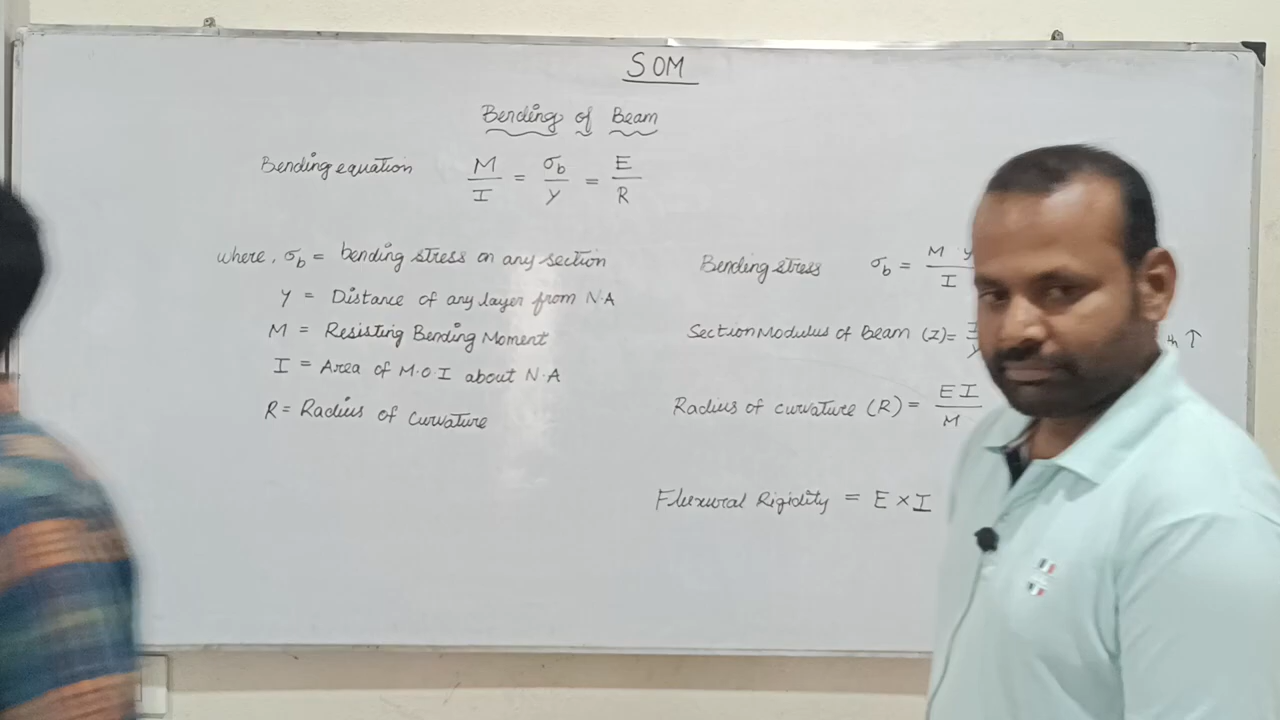 SOM
Bending of Beam
Bending equation M/I = σb/y = E/R
where, σb = bending stress on any section
y = Distance of any layer from N.A
M = Resisting Bending Moment
I = Area of M.O.I about N.A
R = Radius of Curvature
Bending stress σb = M y/I
Section Modulus of Beam (Z) = I/y
Radius of curvature (R) = EI/M
Flexural Rigidity = E × I